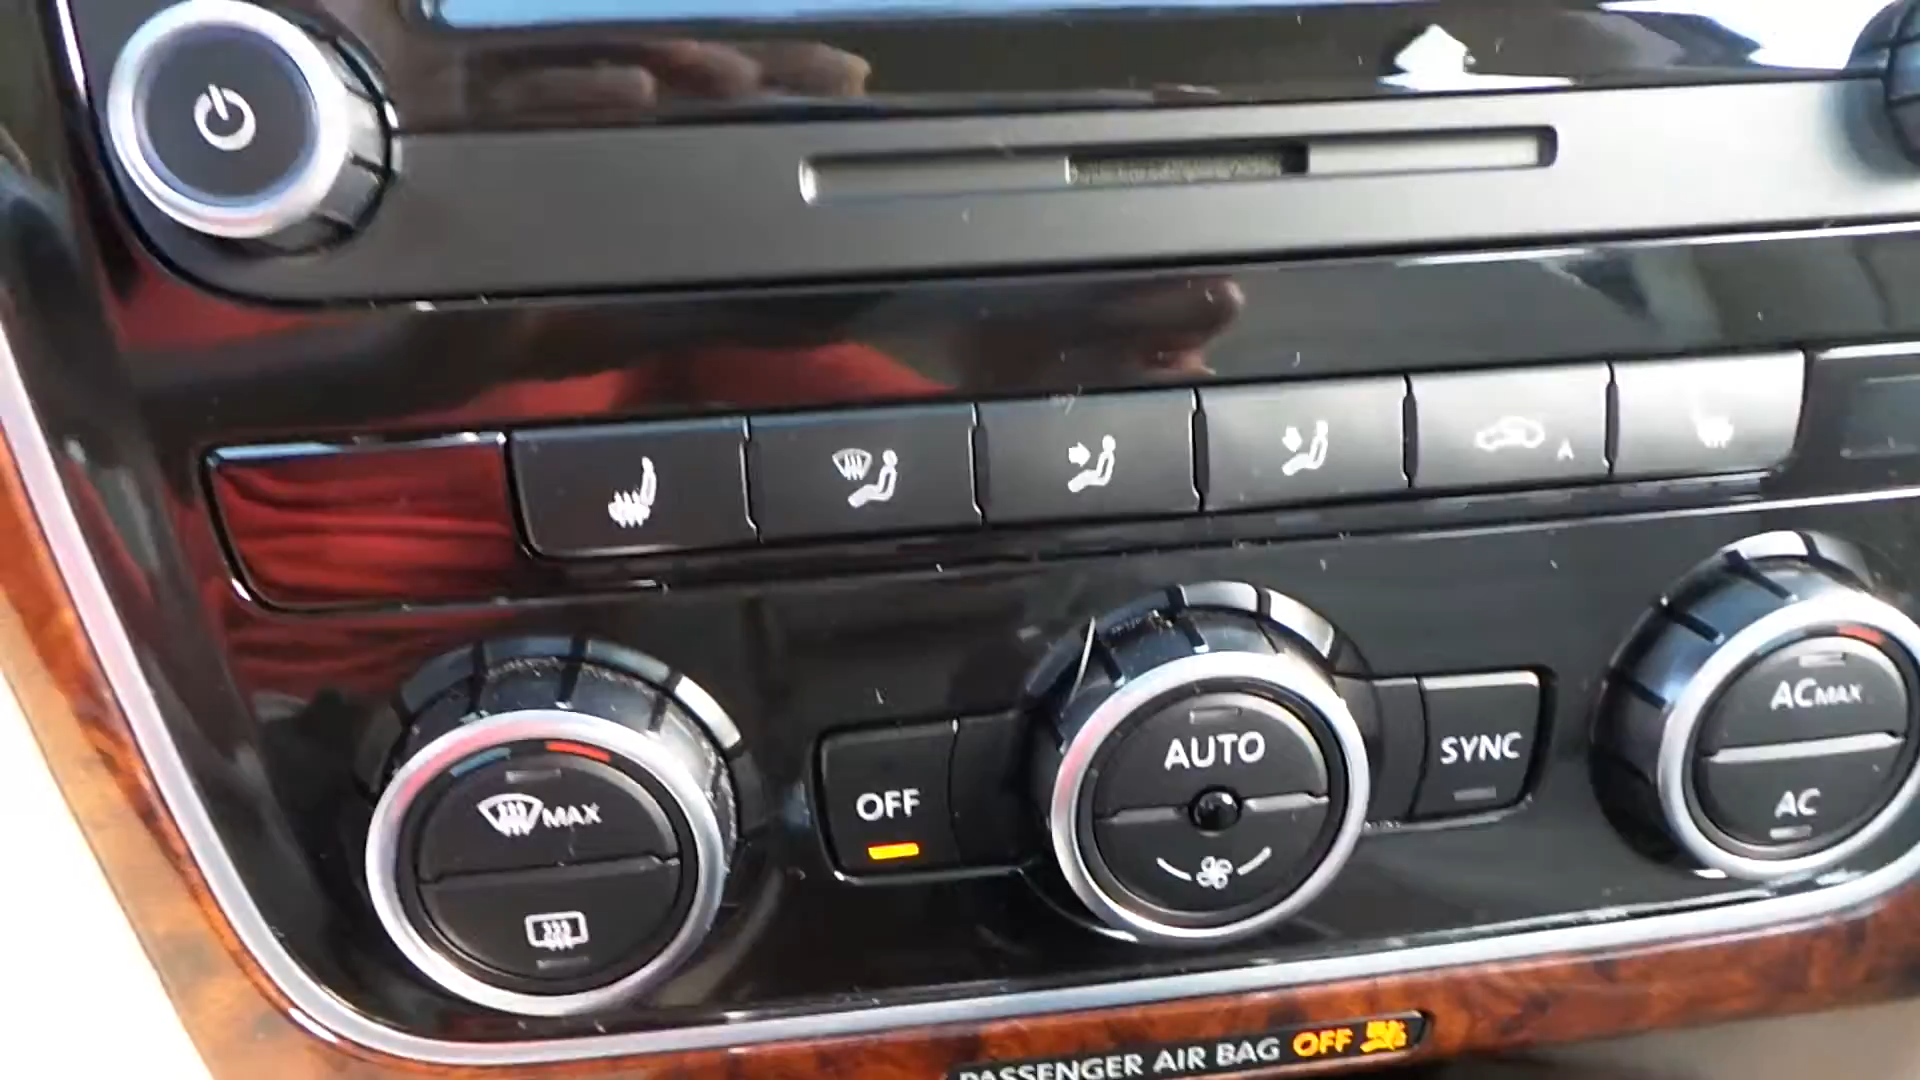 A
MAX
OFF
AUTO
SYNC
ACMAX
AC
PASSENGER AIR BAG OFF